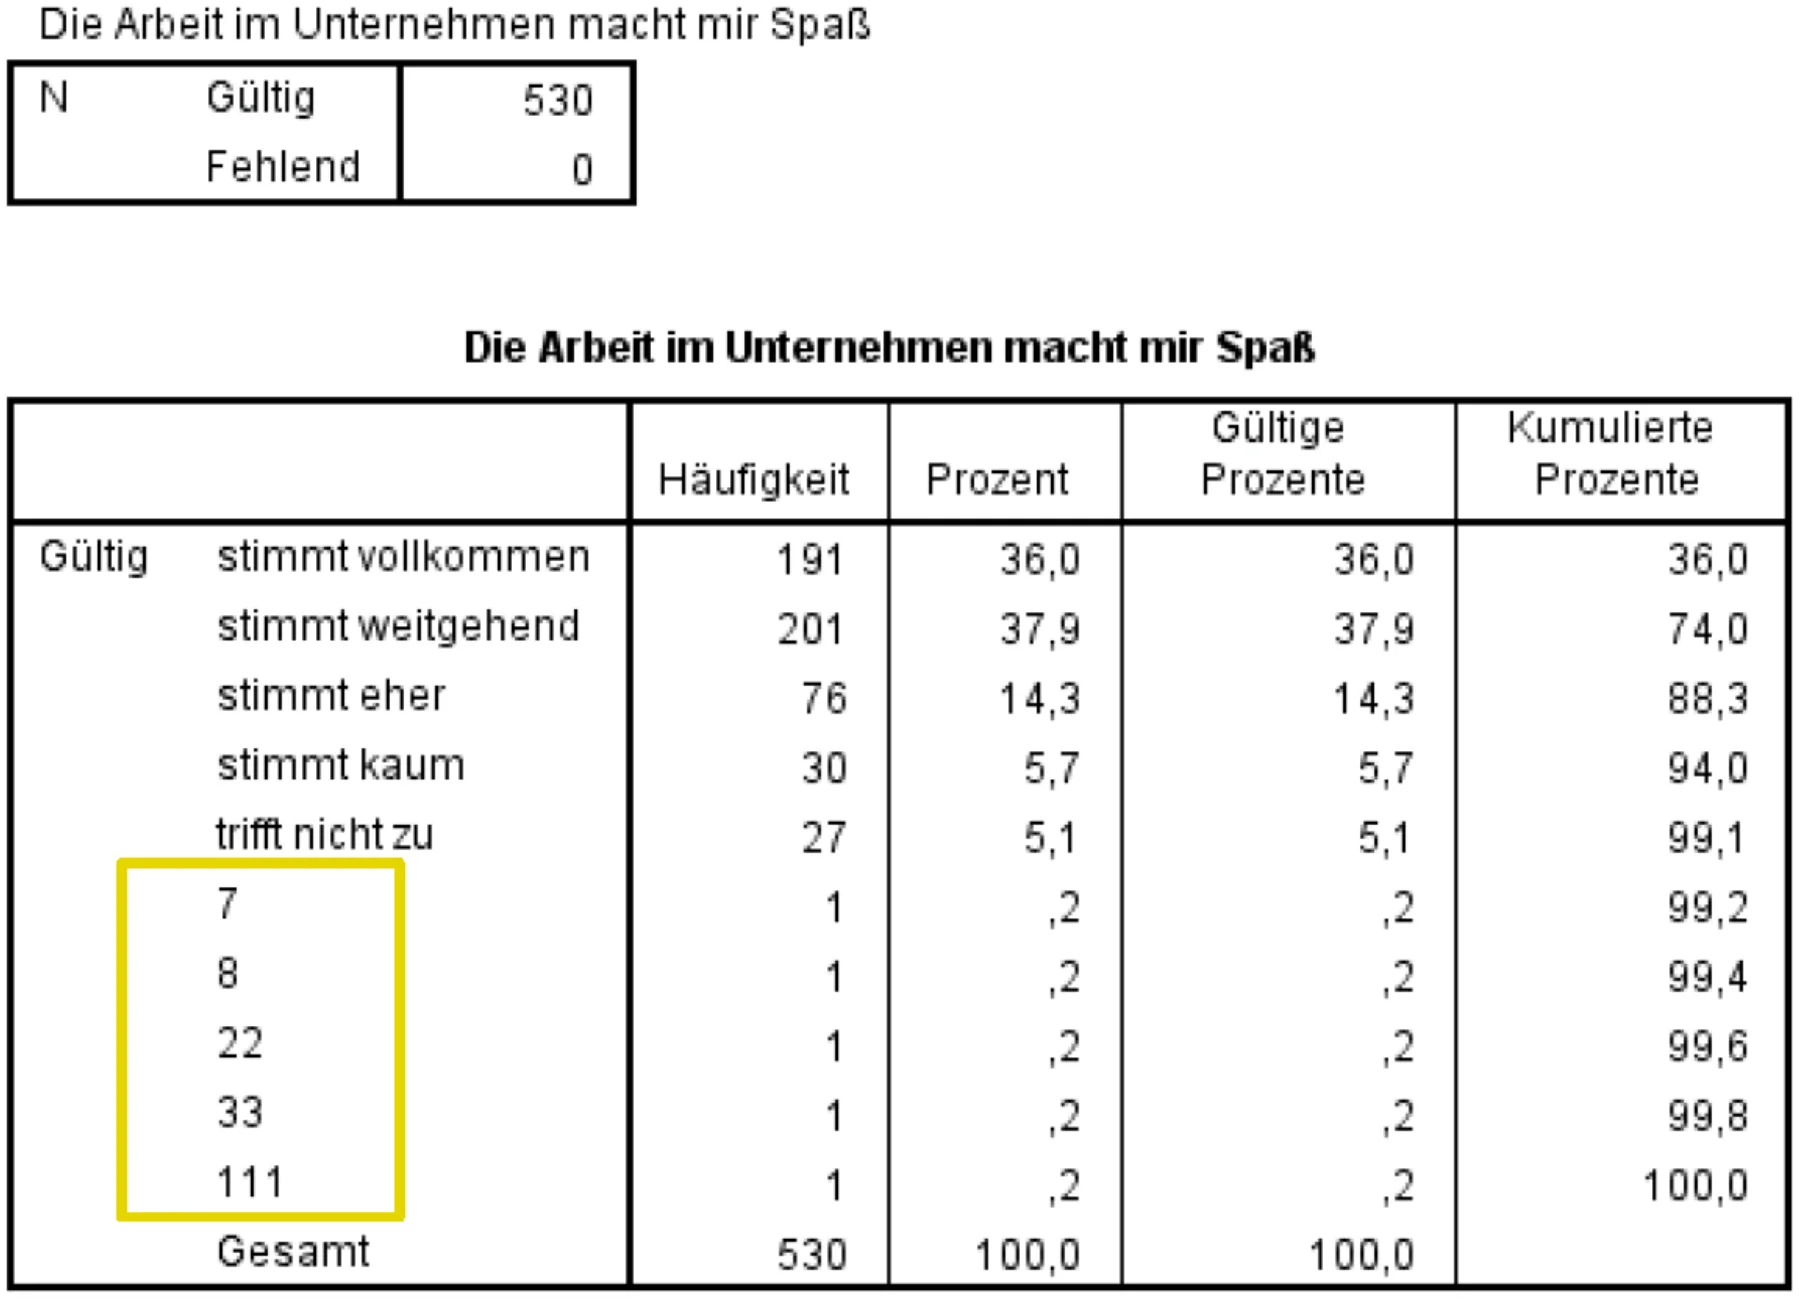 Die Arbeit im Unternehmen macht mir Spaß
N Gültig 530
Fehlend 0
Die Arbeit im Unternehmen macht mir Spaß
Häufigkeit Prozent Gültige Prozente Kumulierte Prozente
Gültig stimmt vollkommen 191 36,0 36,0 36,0
stimmt weitgehend 201 37,9 37,9 74,0
stimmt eher 76 14,3 14,3 88,3
stimmt kaum 30 5,7 5,7 94,0
trifft nicht zu 27 5,1 5,1 99,1
7 1 ,2 ,2 99,2
8 1 ,2 ,2 99,4
22 1 ,2 ,2 99,6
33 1 ,2 ,2 99,8
111 1 ,2 ,2 100,0
Gesamt 530 100,0 100,0